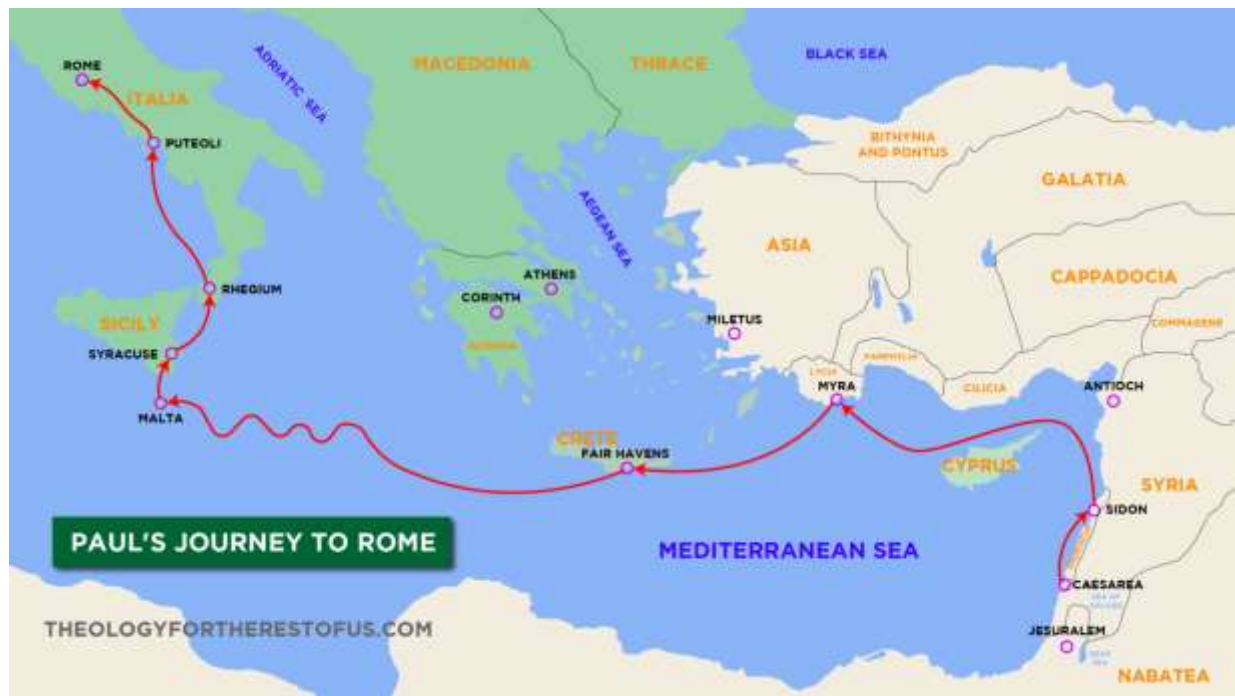 BLACK SEA
ADRIATIC SEA
MACEDONIA
THRACE
ROME
ITALIA
PUTEOLI
BITHYNIA
AND PONTUS
GALATIA
AEGEAN SEA
ASIA
CAPPADOCIA
ATHENS
RHEGIUM
CORINTH
SICILY
MILETUS
COMMAGENE
SYRACUSE
LYCIA
PAMPHILIA
MYRA
CILICIA
ANTIOCH
MALTA
CRETE
FAIR HAVENS
CYPRUS
SYRIA
SIDON
PAUL'S JOURNEY TO ROME
MEDITERRANEAN SEA
CAESAREA
THEOLOGYFORTHERESTOFUS.COM
JESURALEM
NABATEA